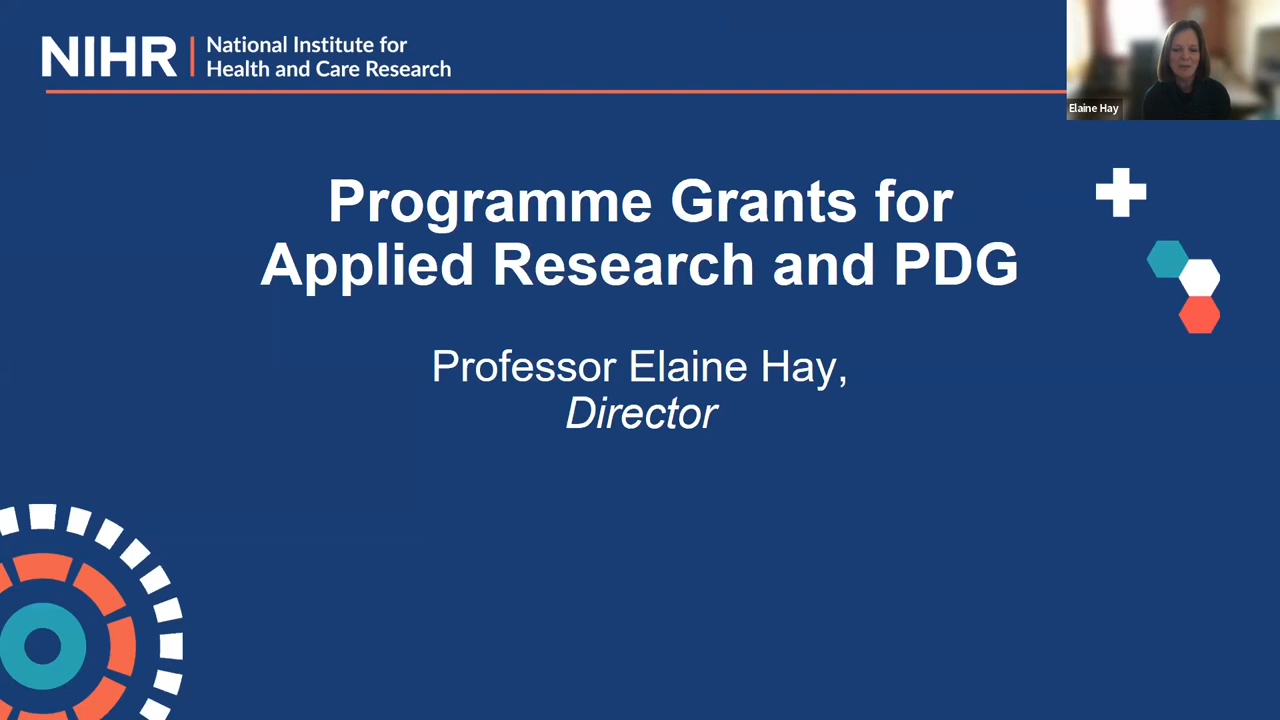 NIHR | National Institute for
Health and Care Research
Elaine Hay
Programme Grants for
Applied Research and PDG
Professor Elaine Hay,
Director